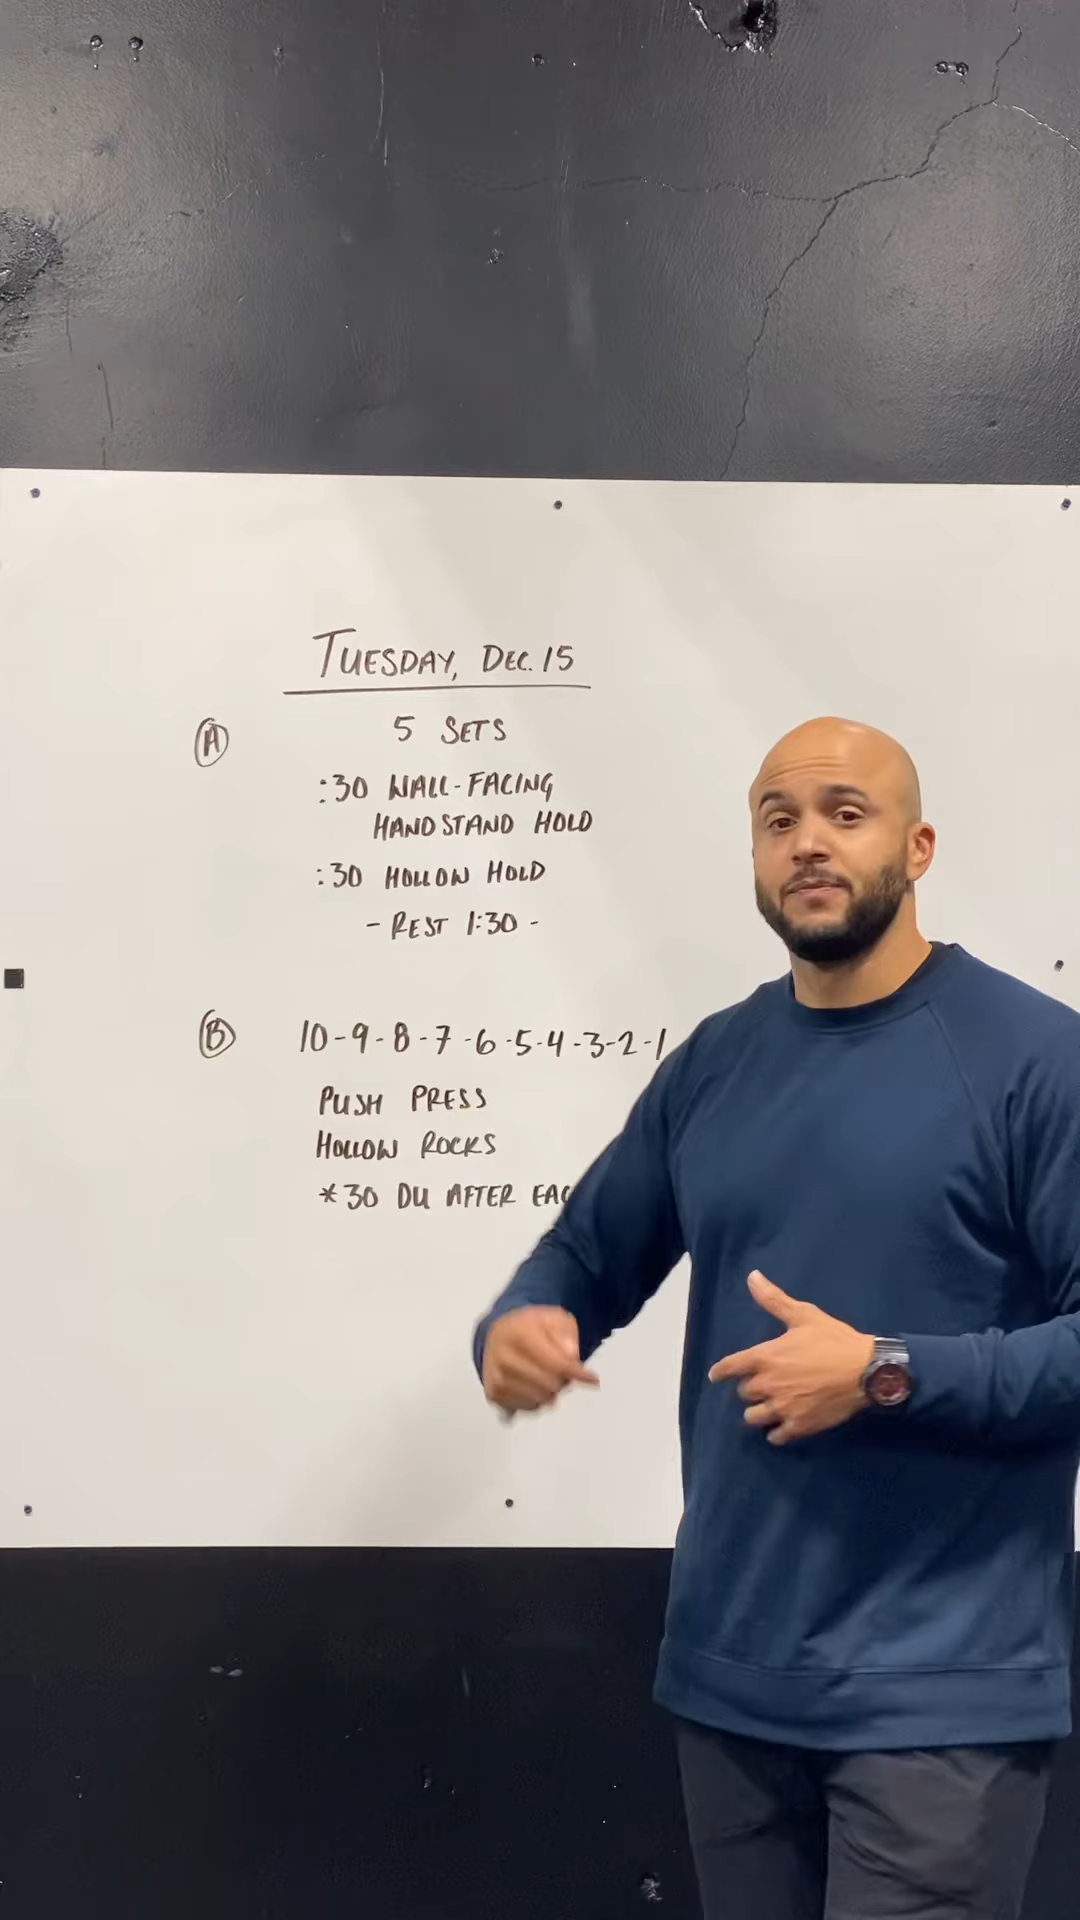 TUESDAY, DEC. 15
A
5 SETS
:30 WALL-FACING
HANDSTAND HOLD
:30 HOLLOW HOLD
- REST 1:30 -
B
10-9-8-7-6-5-4-3-2-1
PUSH PRESS
HOLLOW ROCKS
*30 DU AFTER